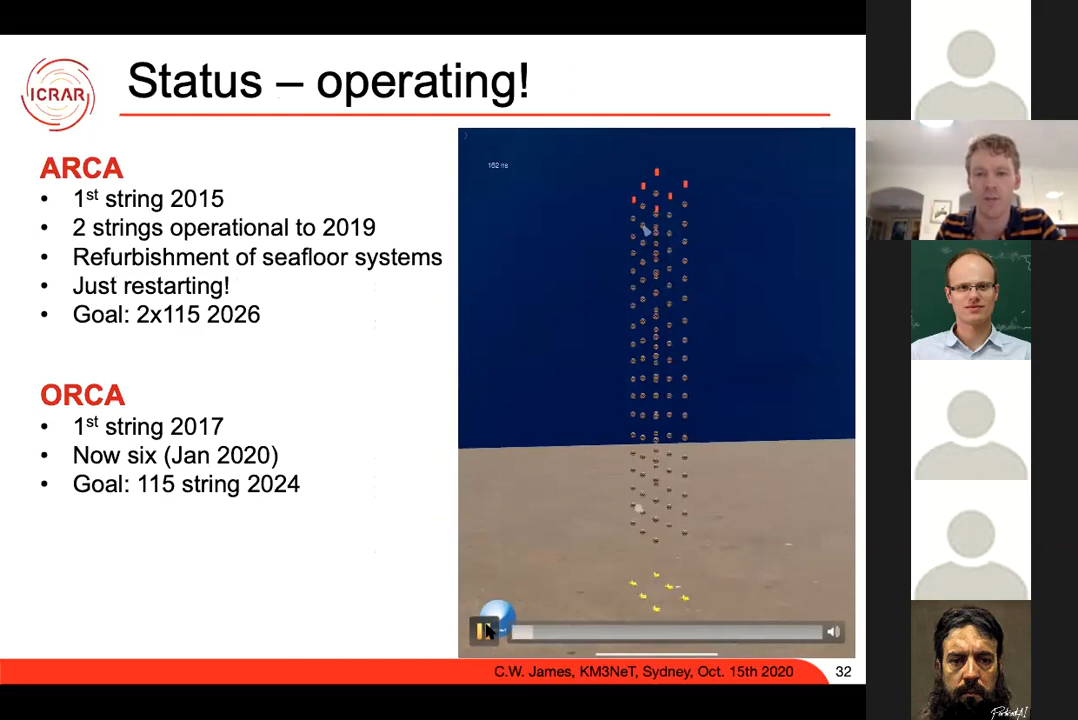 ICRAR
Status – operating!
ARCA
• 1st string 2015
• 2 strings operational to 2019
• Refurbishment of seafloor systems
• Just restarting!
• Goal: 2x115 2026
ORCA
• 1st string 2017
• Now six (Jan 2020)
• Goal: 115 string 2024
162 ns
C.W. James, KM3NeT, Sydney, Oct. 15th 2020
32